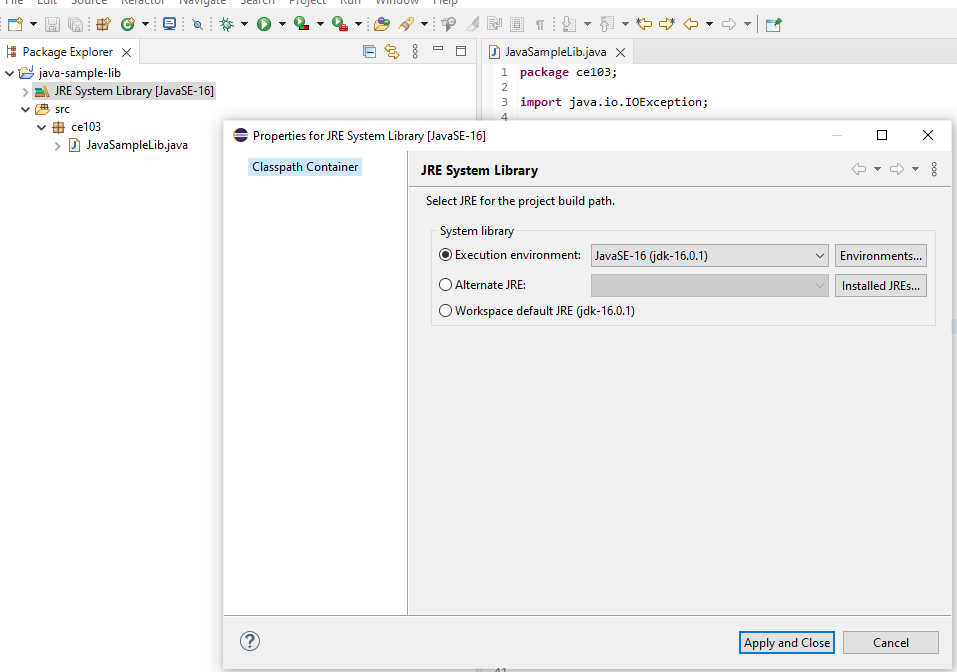 File Edit Source Refactor Navigate Search Project Run Window Help
Package Explorer
java-sample-lib
JRE System Library [JavaSE-16]
src
ce103
JavaSampleLib.java
JavaSampleLib.java
1 package ce103;
2
3 import java.io.IOException;
4
Properties for JRE System Library [JavaSE-16]
Classpath Container
JRE System Library
Select JRE for the project build path.
System library
Execution environment: JavaSE-16 (jdk-16.0.1) Environments...
Alternate JRE: Installed JREs...
Workspace default JRE (jdk-16.0.1)
Apply and Close Cancel
41